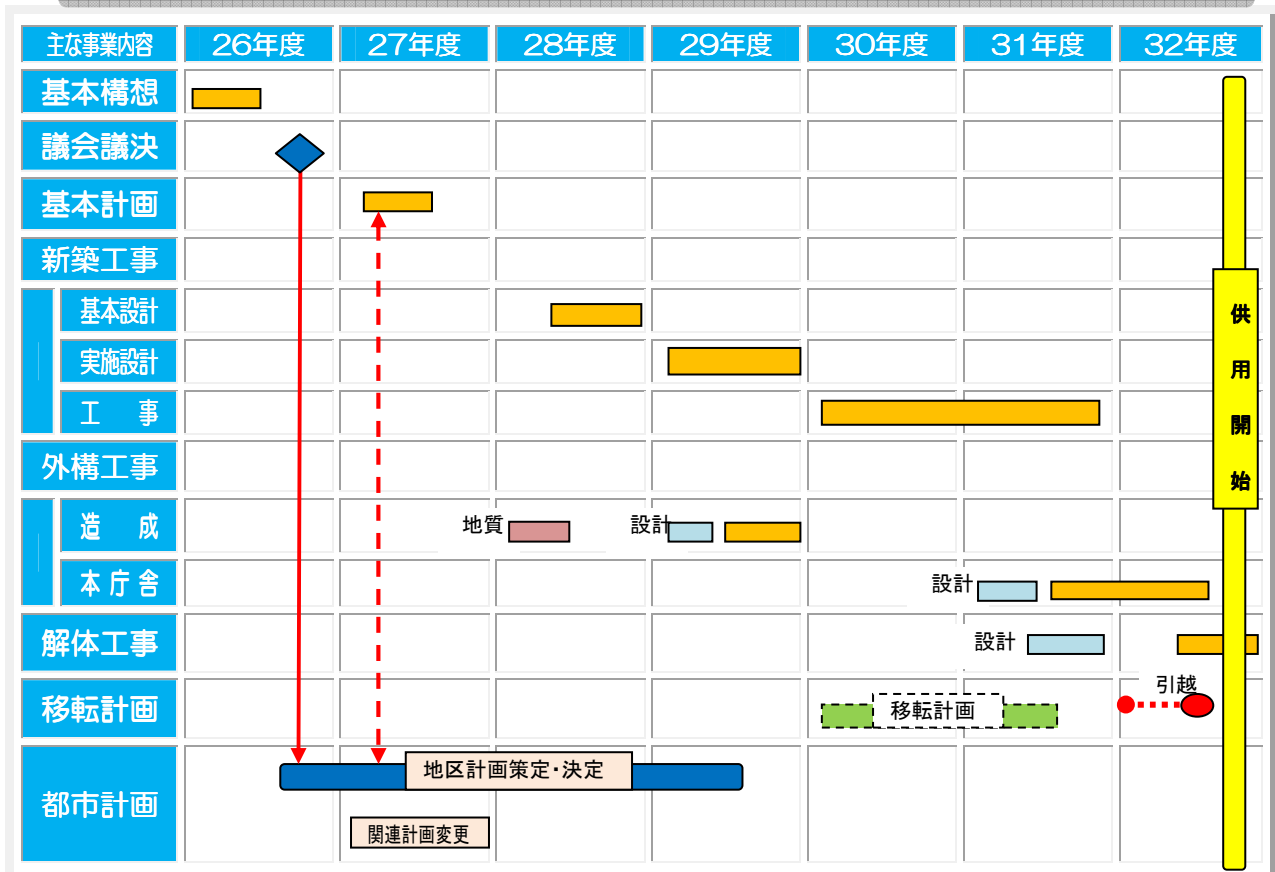 主な事業内容 26年度 27年度 28年度 29年度 30年度 31年度 32年度
基本構想
議会議決
基本計画
新築工事
基本設計
実施設計
工　事
外構工事
造　成 地質 設計
本庁舎 設計
解体工事 設計
移転計画 移転計画 引越
都市計画 地区計画策定・決定
関連計画変更
供用開始